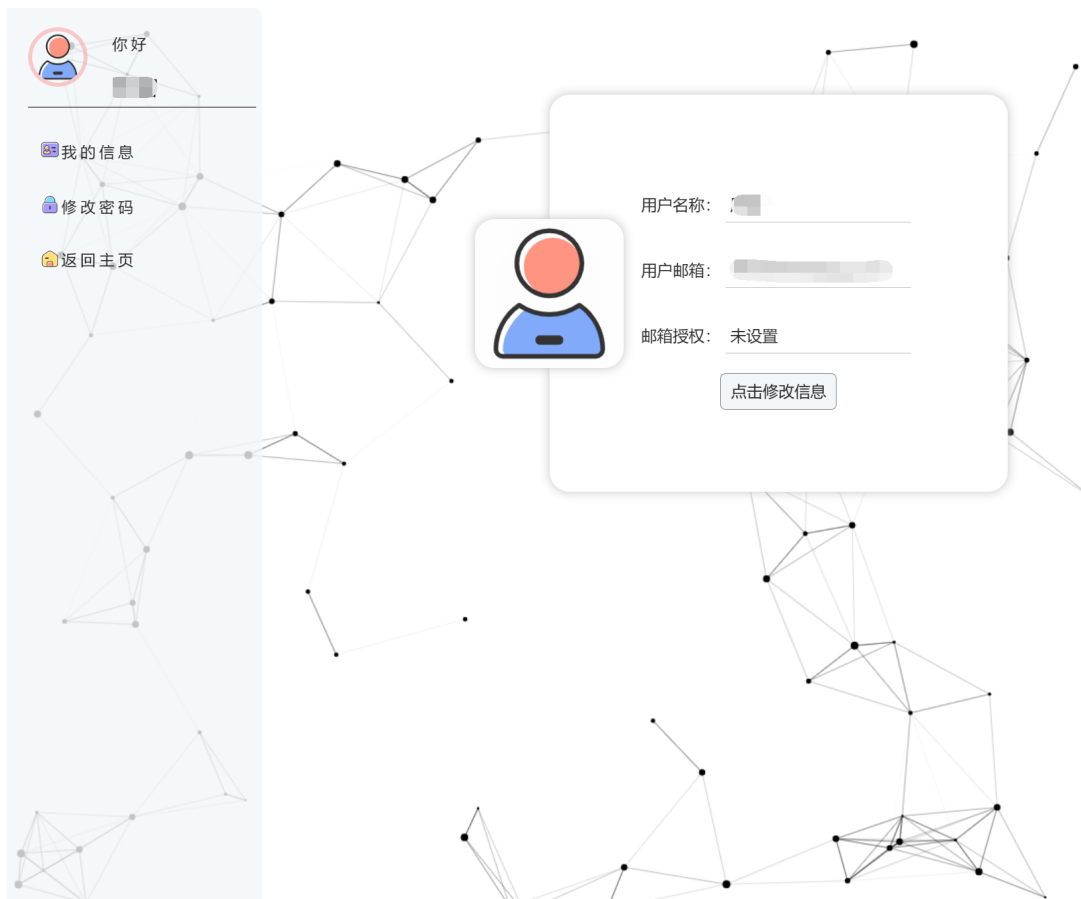 你好
我的信息
修改密码
返回主页
用户名称：
用户邮箱：
邮箱授权： 未设置
点击修改信息